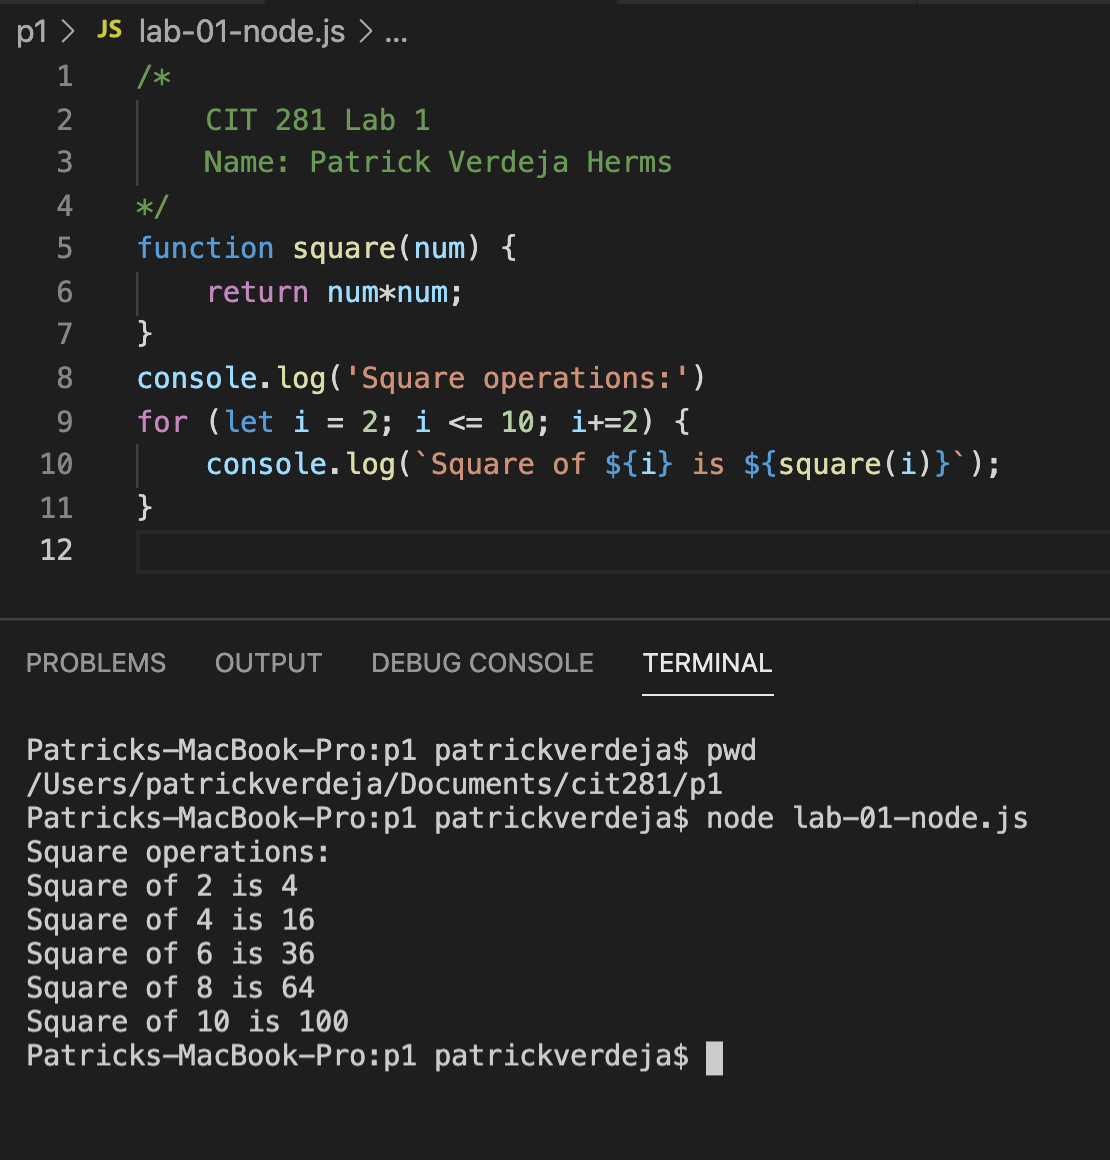 p1 > JS lab-01-node.js > ...
1 /*
2     CIT 281 Lab 1
3     Name: Patrick Verdeja Herms
4 */
5 function square(num) {
6     return num*num;
7 }
8 console.log('Square operations:')
9 for (let i = 2; i <= 10; i+=2) {
10     console.log(`Square of ${i} is ${square(i)}`);
11 }
12
PROBLEMS OUTPUT DEBUG CONSOLE TERMINAL
Patricks-MacBook-Pro:p1 patrickverdeja$ pwd
/Users/patrickverdeja/Documents/cit281/p1
Patricks-MacBook-Pro:p1 patrickverdeja$ node lab-01-node.js
Square operations:
Square of 2 is 4
Square of 4 is 16
Square of 6 is 36
Square of 8 is 64
Square of 10 is 100
Patricks-MacBook-Pro:p1 patrickverdeja$